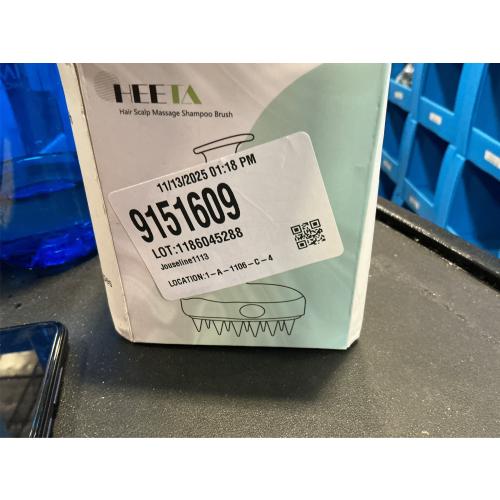 HEETA
Hair Scalp Massage Shampoo Brush
11/13/2025 01:18 PM
9151609
LOT:1186045288
Jouseline1113
LOCATION:1-A-1106-C-4